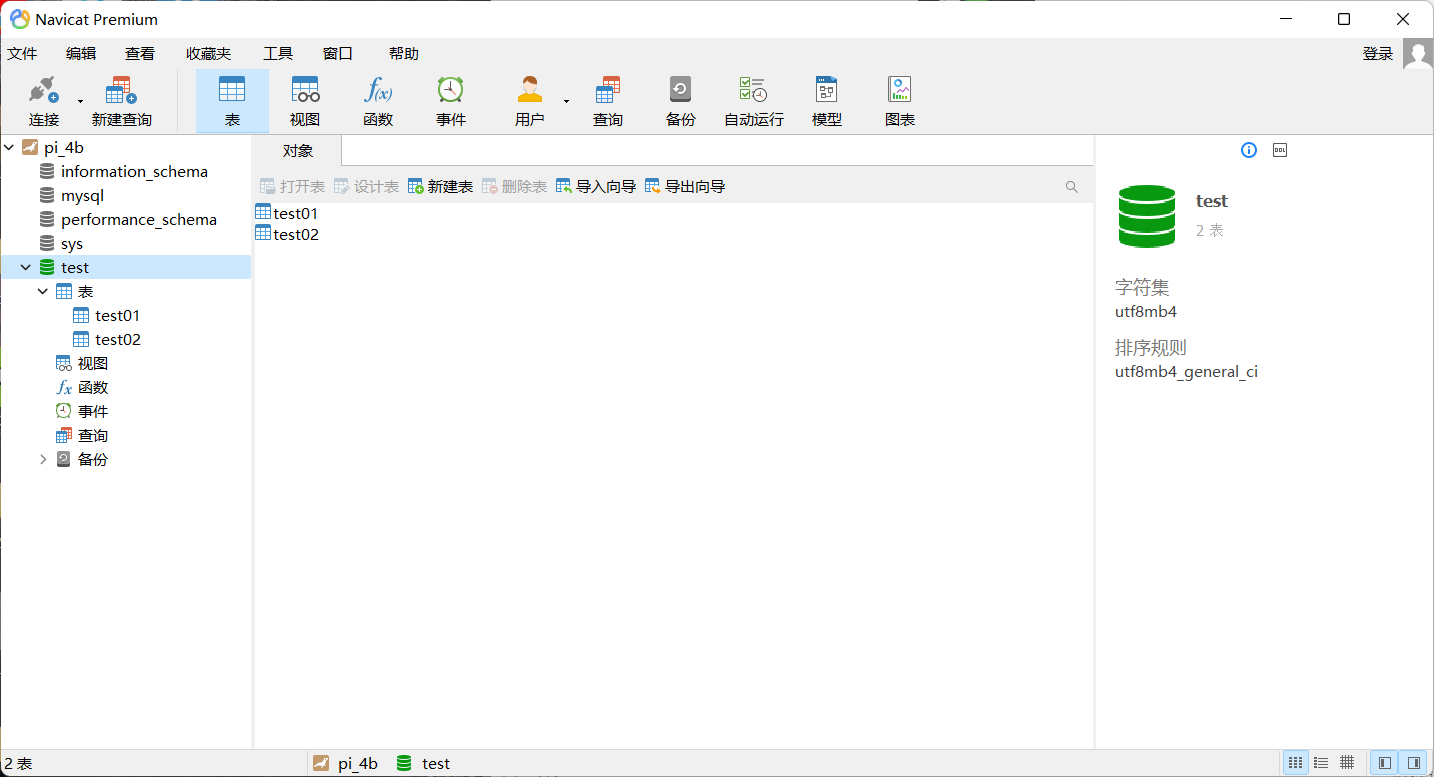 Navicat Premium
文件 编辑 查看 收藏夹 工具 窗口 帮助 登录
连接 新建查询 表 视图 函数 事件 用户 查询 备份 自动运行 模型 图表
pi_4b
information_schema
mysql
performance_schema
sys
test
表
test01
test02
视图
函数
事件
查询
备份
对象
打开表 设计表 新建表 删除表 导入向导 导出向导
test01
test02
DDL
test
2 表
字符集
utf8mb4
排序规则
utf8mb4_general_ci
2 表 pi_4b test